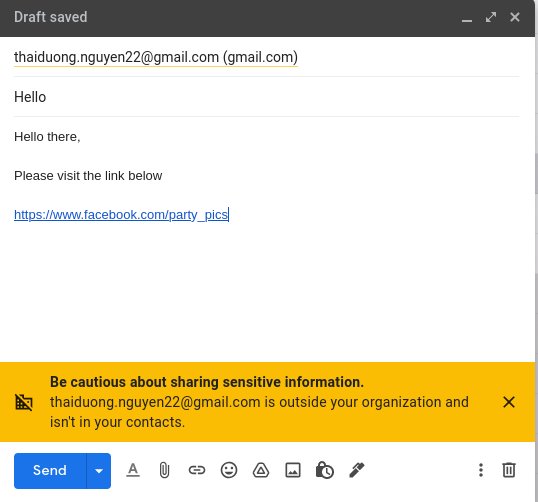 Draft saved
thaiduong.nguyen22@gmail.com (gmail.com)
Hello
Hello there,
Please visit the link below
https://www.facebook.com/party_pics
Be cautious about sharing sensitive information.
thaiduong.nguyen22@gmail.com is outside your organization and
isn't in your contacts.
Send
A